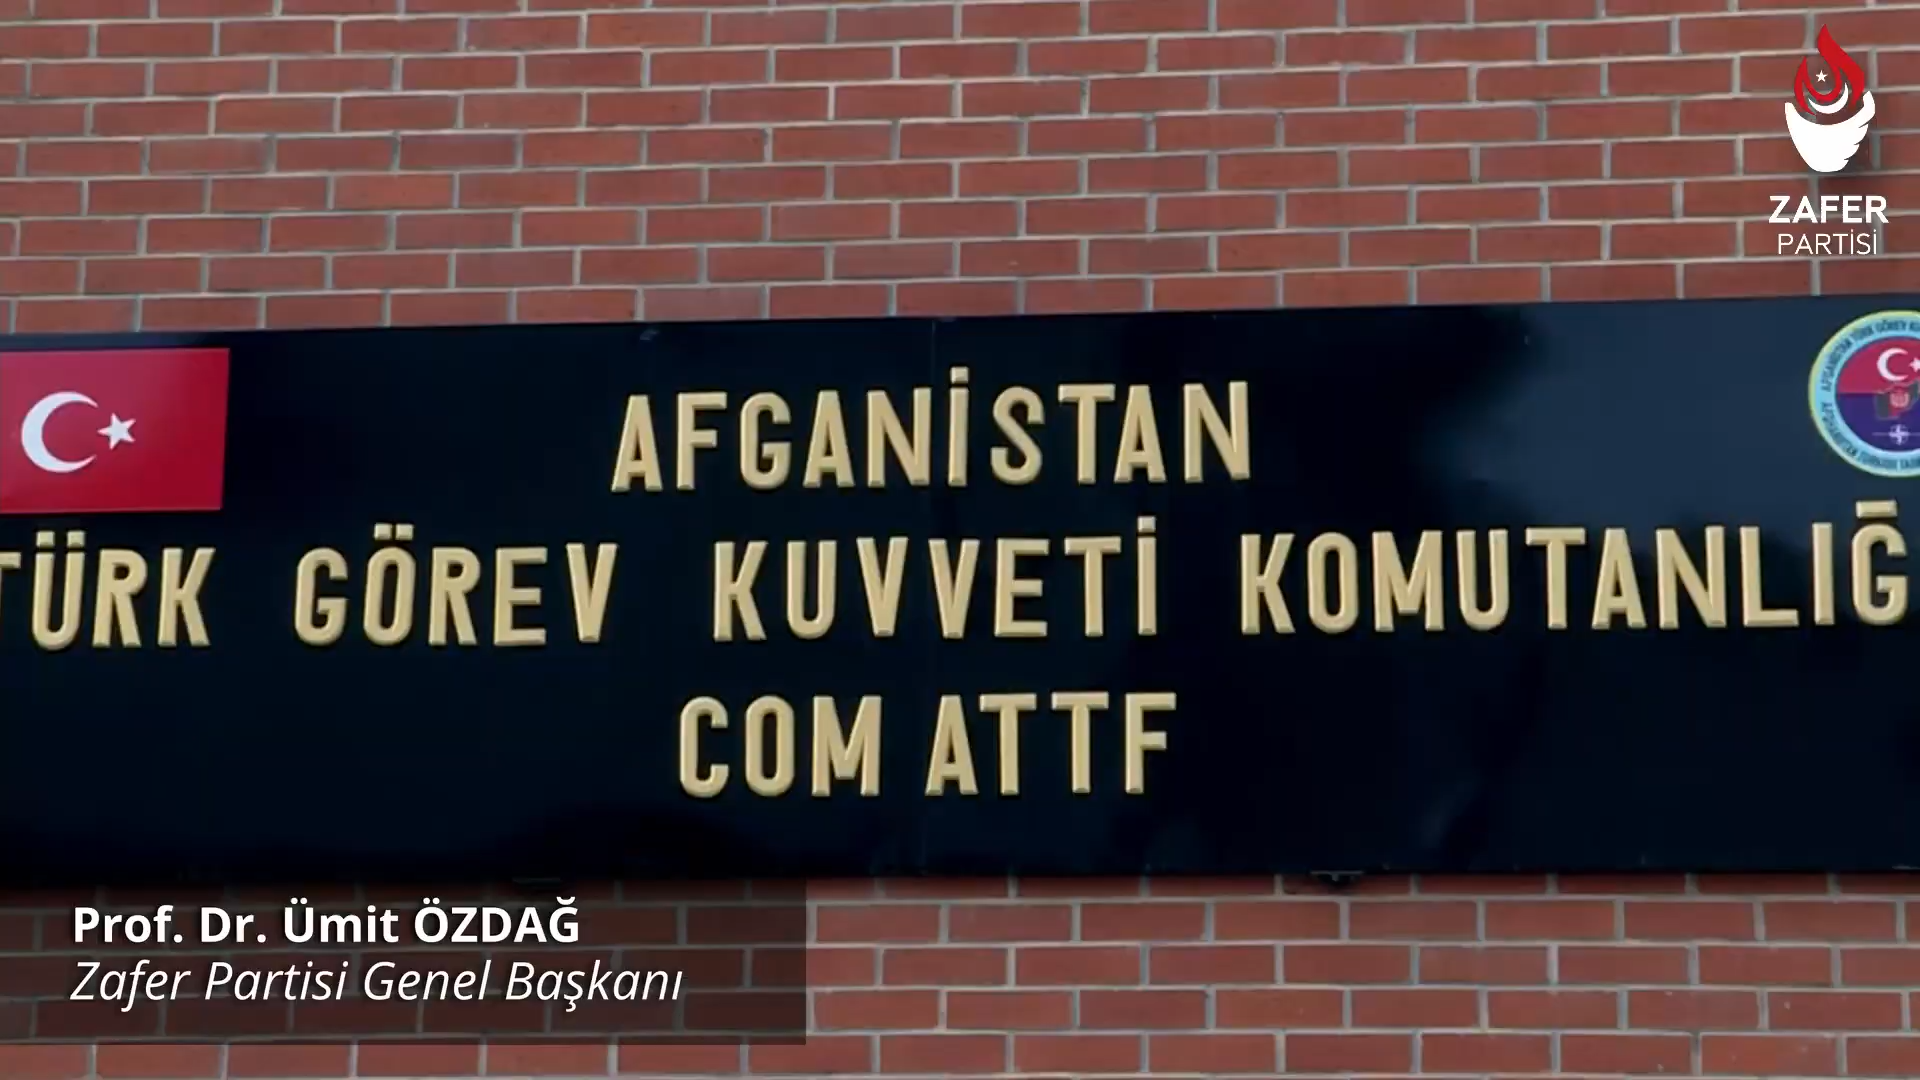 ZAFER
PARTİSİ
AFGANİSTAN
TÜRK GÖREV KUVVETİ KOMUTANLIĞ
COM ATTF
Prof. Dr. Ümit ÖZDAĞ
Zafer Partisi Genel Başkanı